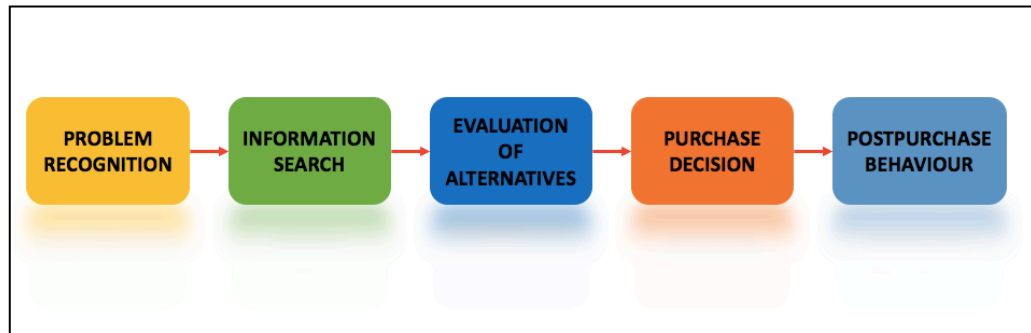 PROBLEM
RECOGNITION
INFORMATION
SEARCH
EVALUATION
OF
ALTERNATIVES
PURCHASE
DECISION
POSTPURCHASE
BEHAVIOUR